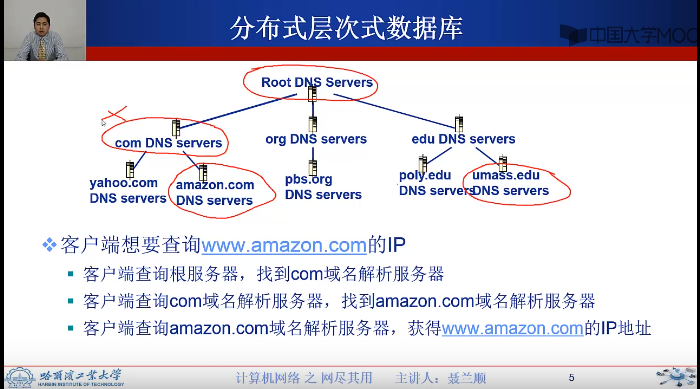 分布式层次式数据库
中国大学MOO
Root DNS Servers
com DNS servers
org DNS servers
edu DNS servers
yahoo.com
DNS servers
amazon.com
DNS servers
pbs.org
DNS servers
poly.edu
DNS servers
umass.edu
DNS servers
客户端想要查询www.amazon.com的IP
客户端查询根服务器，找到com域名解析服务器
客户端查询com域名解析服务器，找到amazon.com域名解析服务器
客户端查询amazon.com域名解析服务器，获得www.amazon.com的IP地址
哈尔滨工业大学
HARBIN INSTITUTE OF TECHNOLOGY
计算机网络 之 网尽其用 主讲人：聂兰顺
5